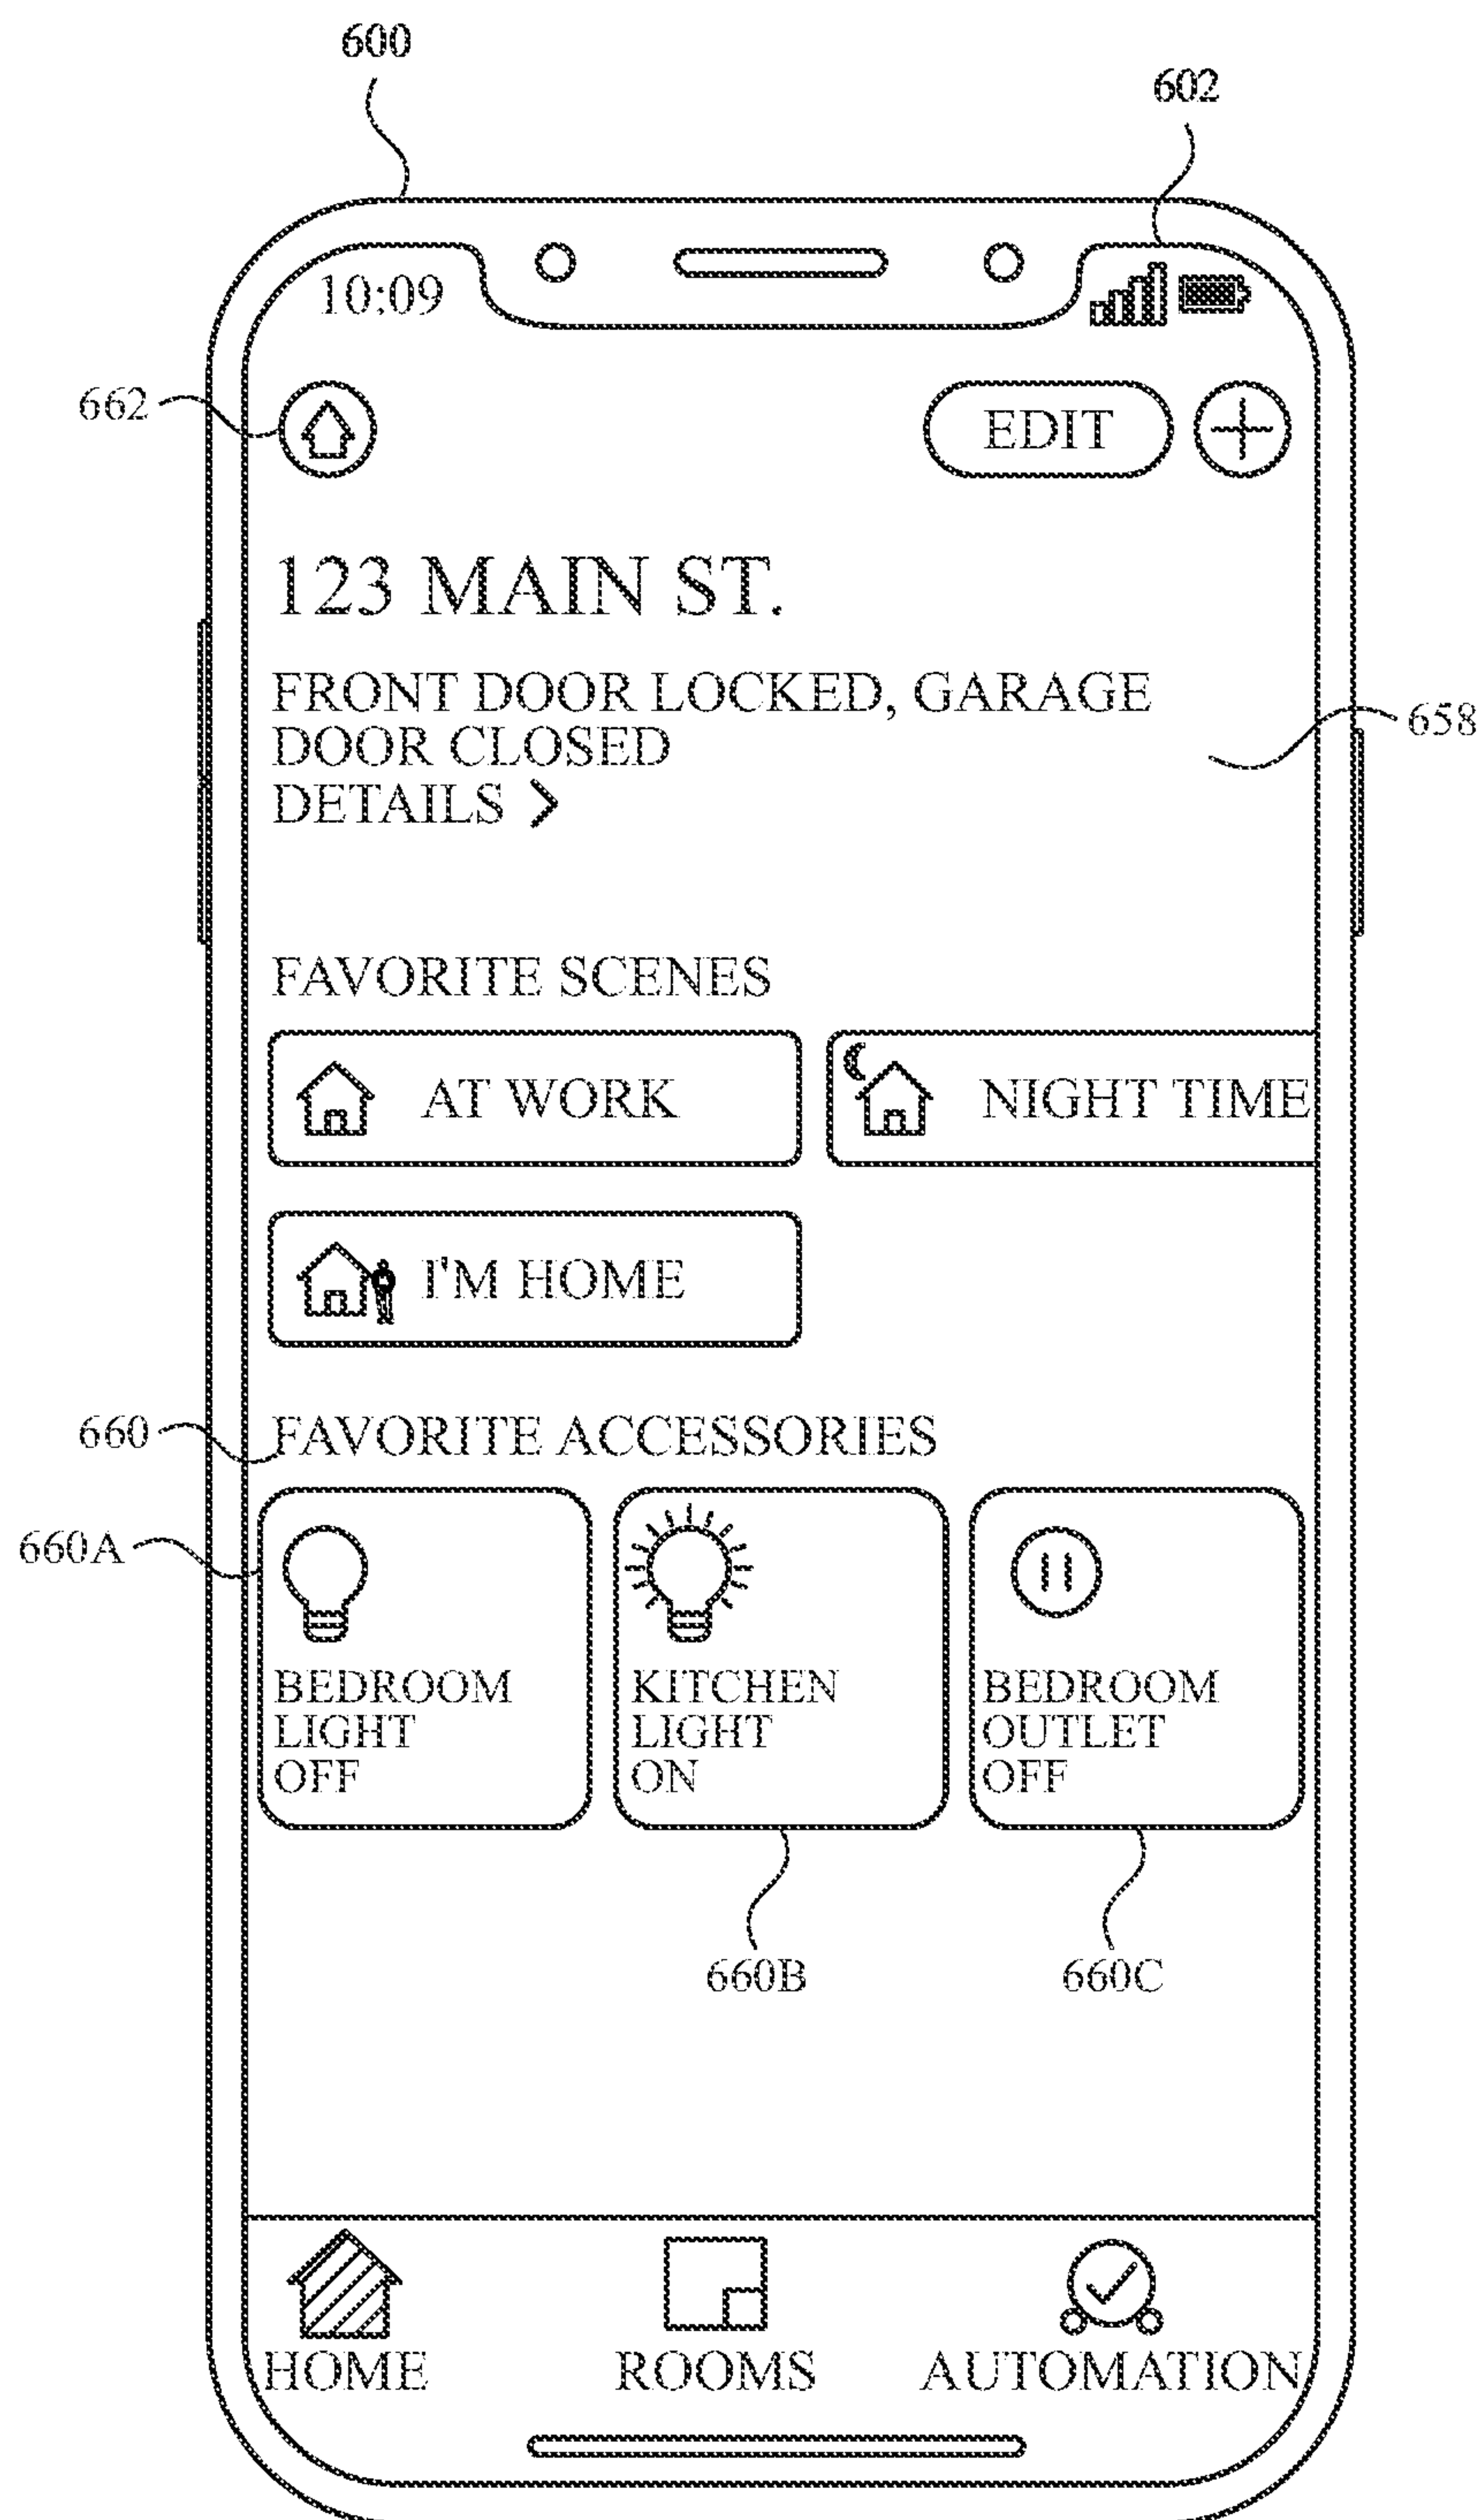 600
602
10:09
662
EDIT
123 MAIN ST.
FRONT DOOR LOCKED, GARAGE
DOOR CLOSED
DETAILS >
658
FAVORITE SCENES
AT WORK
NIGHT TIME
I'M HOME
660
FAVORITE ACCESSORIES
660A
BEDROOM
LIGHT
OFF
KITCHEN
LIGHT
ON
BEDROOM
OUTLET
OFF
660B
660C
HOME
ROOMS
AUTOMATION